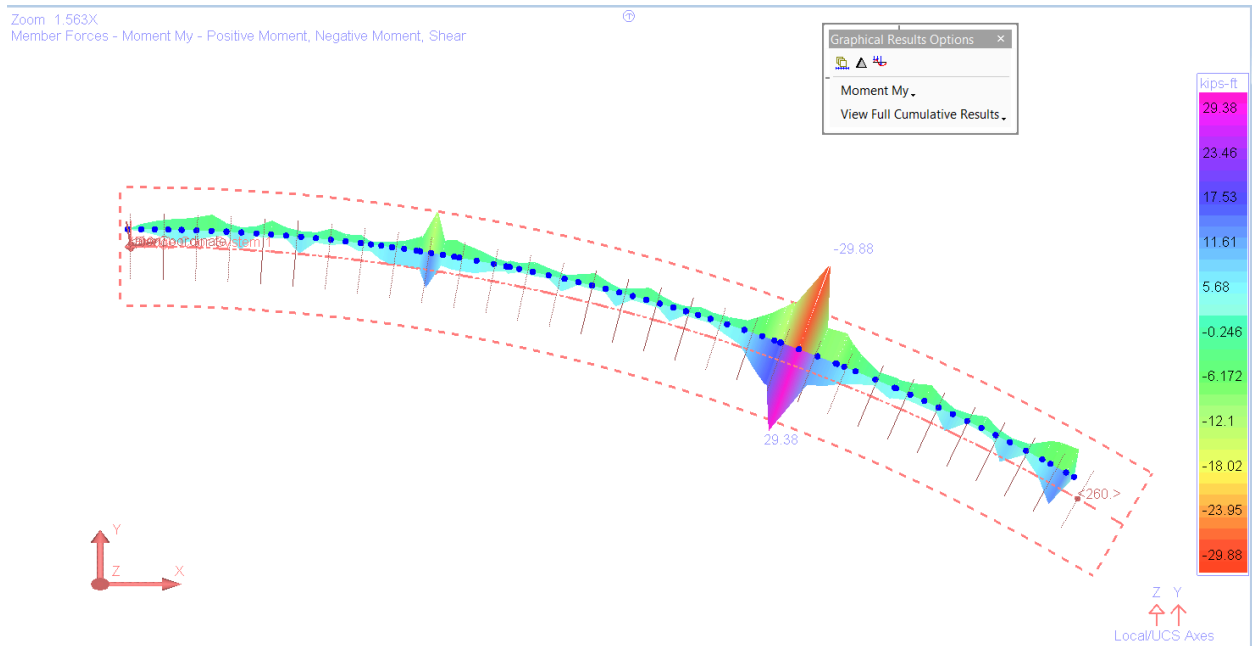 Zoom 1.563X
Member Forces - Moment My - Positive Moment, Negative Moment, Shear
Graphical Results Options
Moment My
View Full Cumulative Results
kips-ft
29.38
23.46
17.53
11.61
5.68
-0.246
-6.172
-12.1
-18.02
-23.95
-29.88
-29.88
29.38
<260.>
Y
Z
X
Z Y
Local/UCS Axes